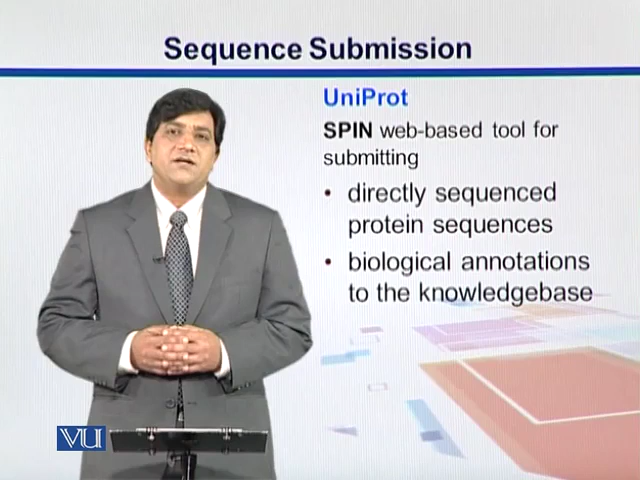 Sequence Submission
UniProt
SPIN web-based tool for
submitting
• directly sequenced
protein sequences
• biological annotations
to the knowledgebase
VU